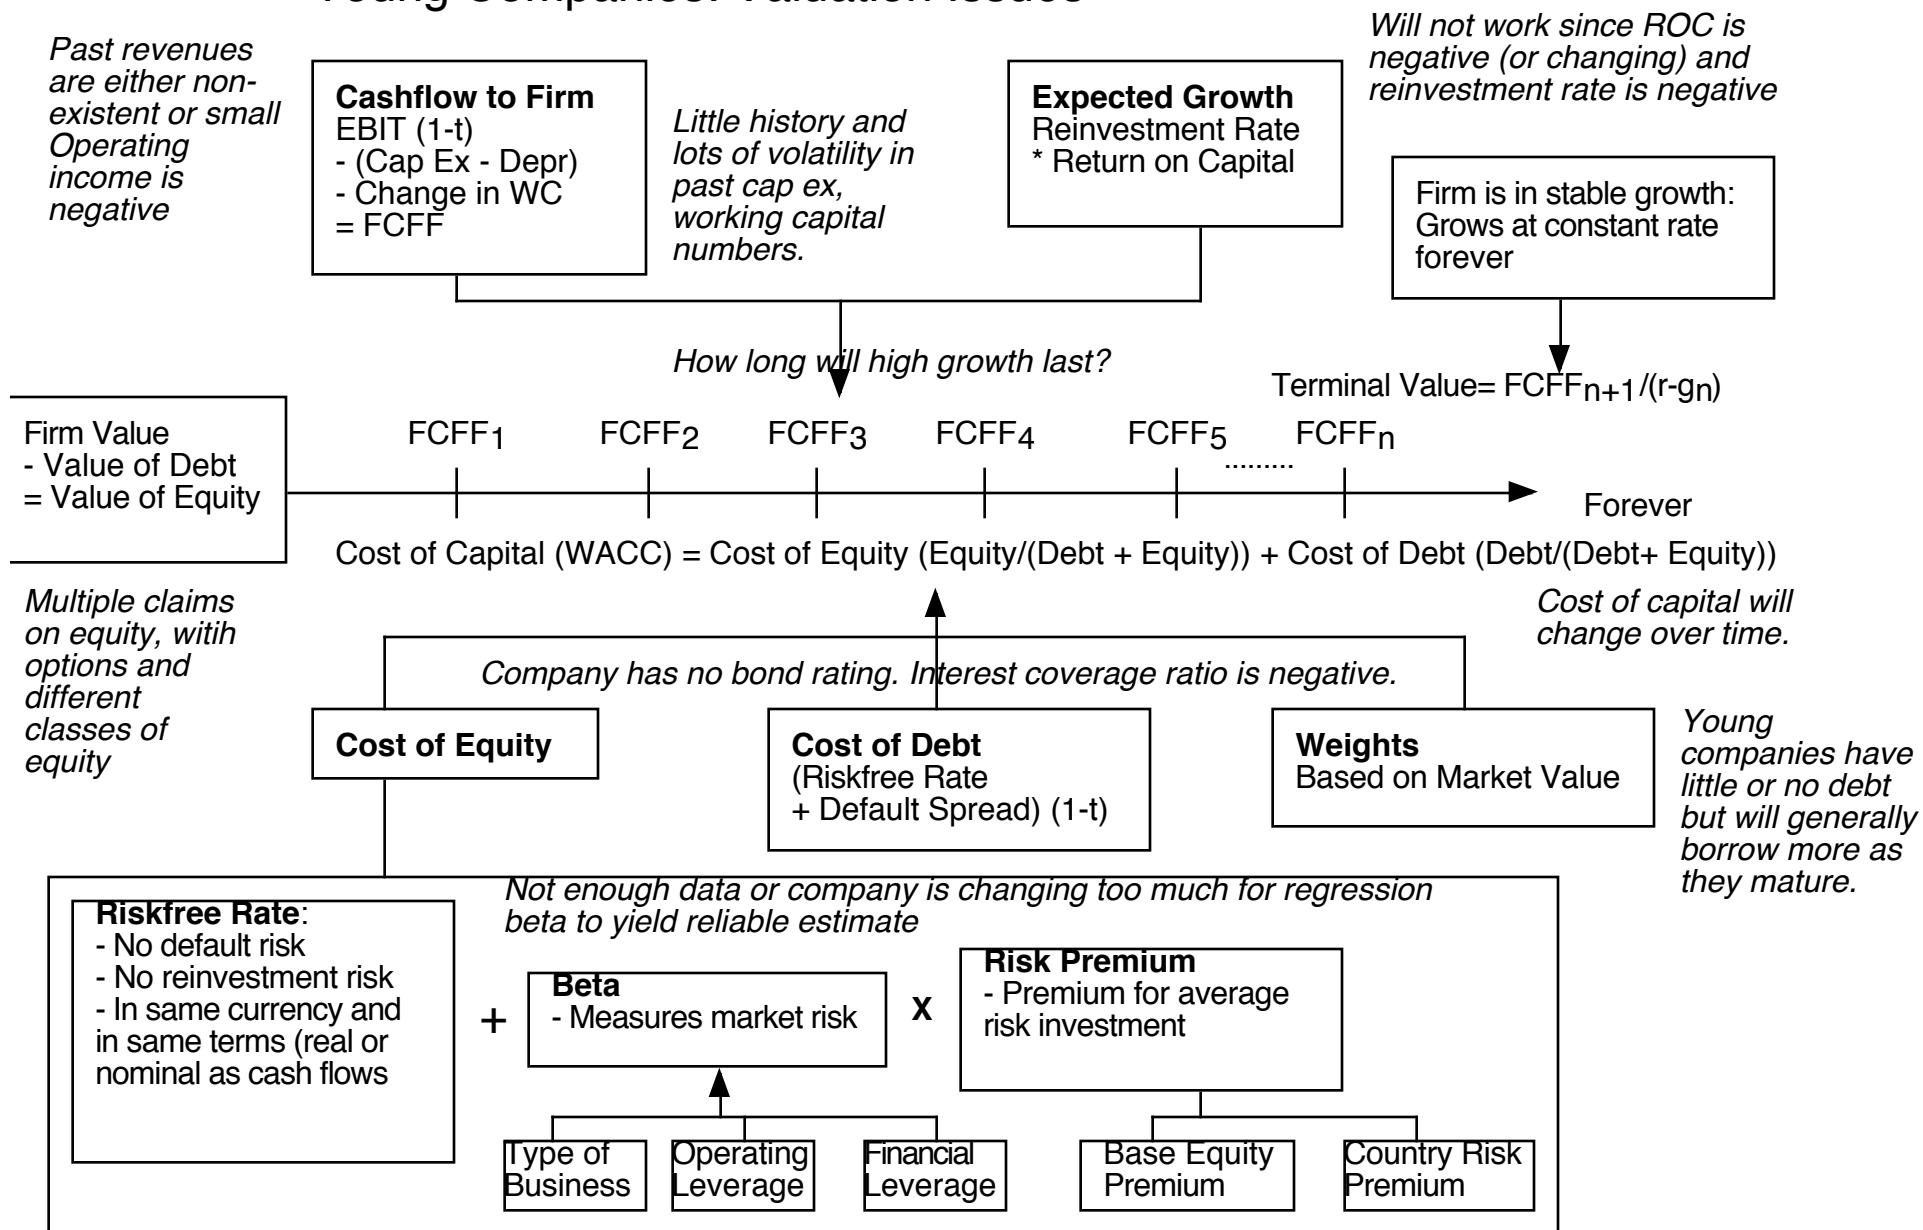 Young Companies: Valuation Issues
Past revenues
are either non-
existent or small
Operating
income is
negative
Cashflow to Firm
EBIT (1-t)
- (Cap Ex - Depr)
- Change in WC
= FCFF
Little history and
lots of volatility in
past cap ex,
working capital
numbers.
Expected Growth
Reinvestment Rate
* Return on Capital
Will not work since ROC is
negative (or changing) and
reinvestment rate is negative
Firm is in stable growth:
Grows at constant rate
forever
How long will high growth last?
Terminal Value= FCFFn+1/(r-gn)
Firm Value
- Value of Debt
= Value of Equity
FCFF1 FCFF2 FCFF3 FCFF4 FCFF5 ......... FCFFn
Forever
Cost of Capital (WACC) = Cost of Equity (Equity/(Debt + Equity)) + Cost of Debt (Debt/(Debt+ Equity))
Multiple claims
on equity, witih
options and
different
classes of
equity
Cost of capital will
change over time.
Company has no bond rating. Interest coverage ratio is negative.
Cost of Equity
Cost of Debt
(Riskfree Rate
+ Default Spread) (1-t)
Weights
Based on Market Value
Young
companies have
little or no debt
but will generally
borrow more as
they mature.
Not enough data or company is changing too much for regression
beta to yield reliable estimate
Riskfree Rate:
- No default risk
- No reinvestment risk
- In same currency and
in same terms (real or
nominal as cash flows
+
Beta
- Measures market risk
X
Risk Premium
- Premium for average
risk investment
Type of
Business
Operating
Leverage
Financial
Leverage
Base Equity
Premium
Country Risk
Premium